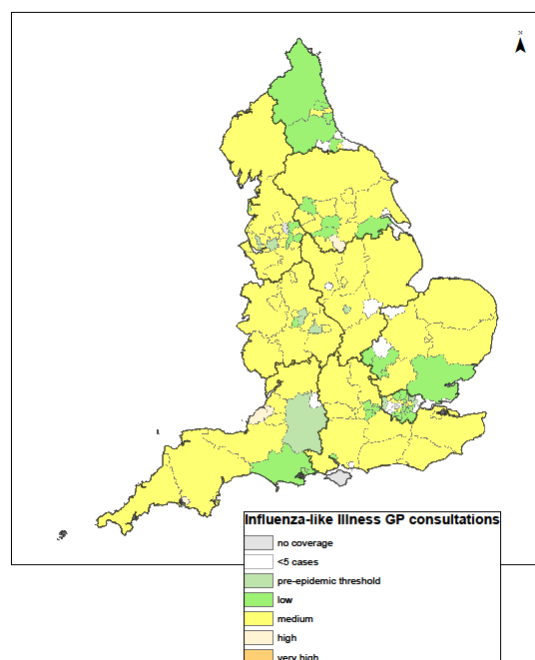 N
Influenza-like Illness GP consultations
no coverage
<5 cases
pre-epidemic threshold
low
medium
high
very high